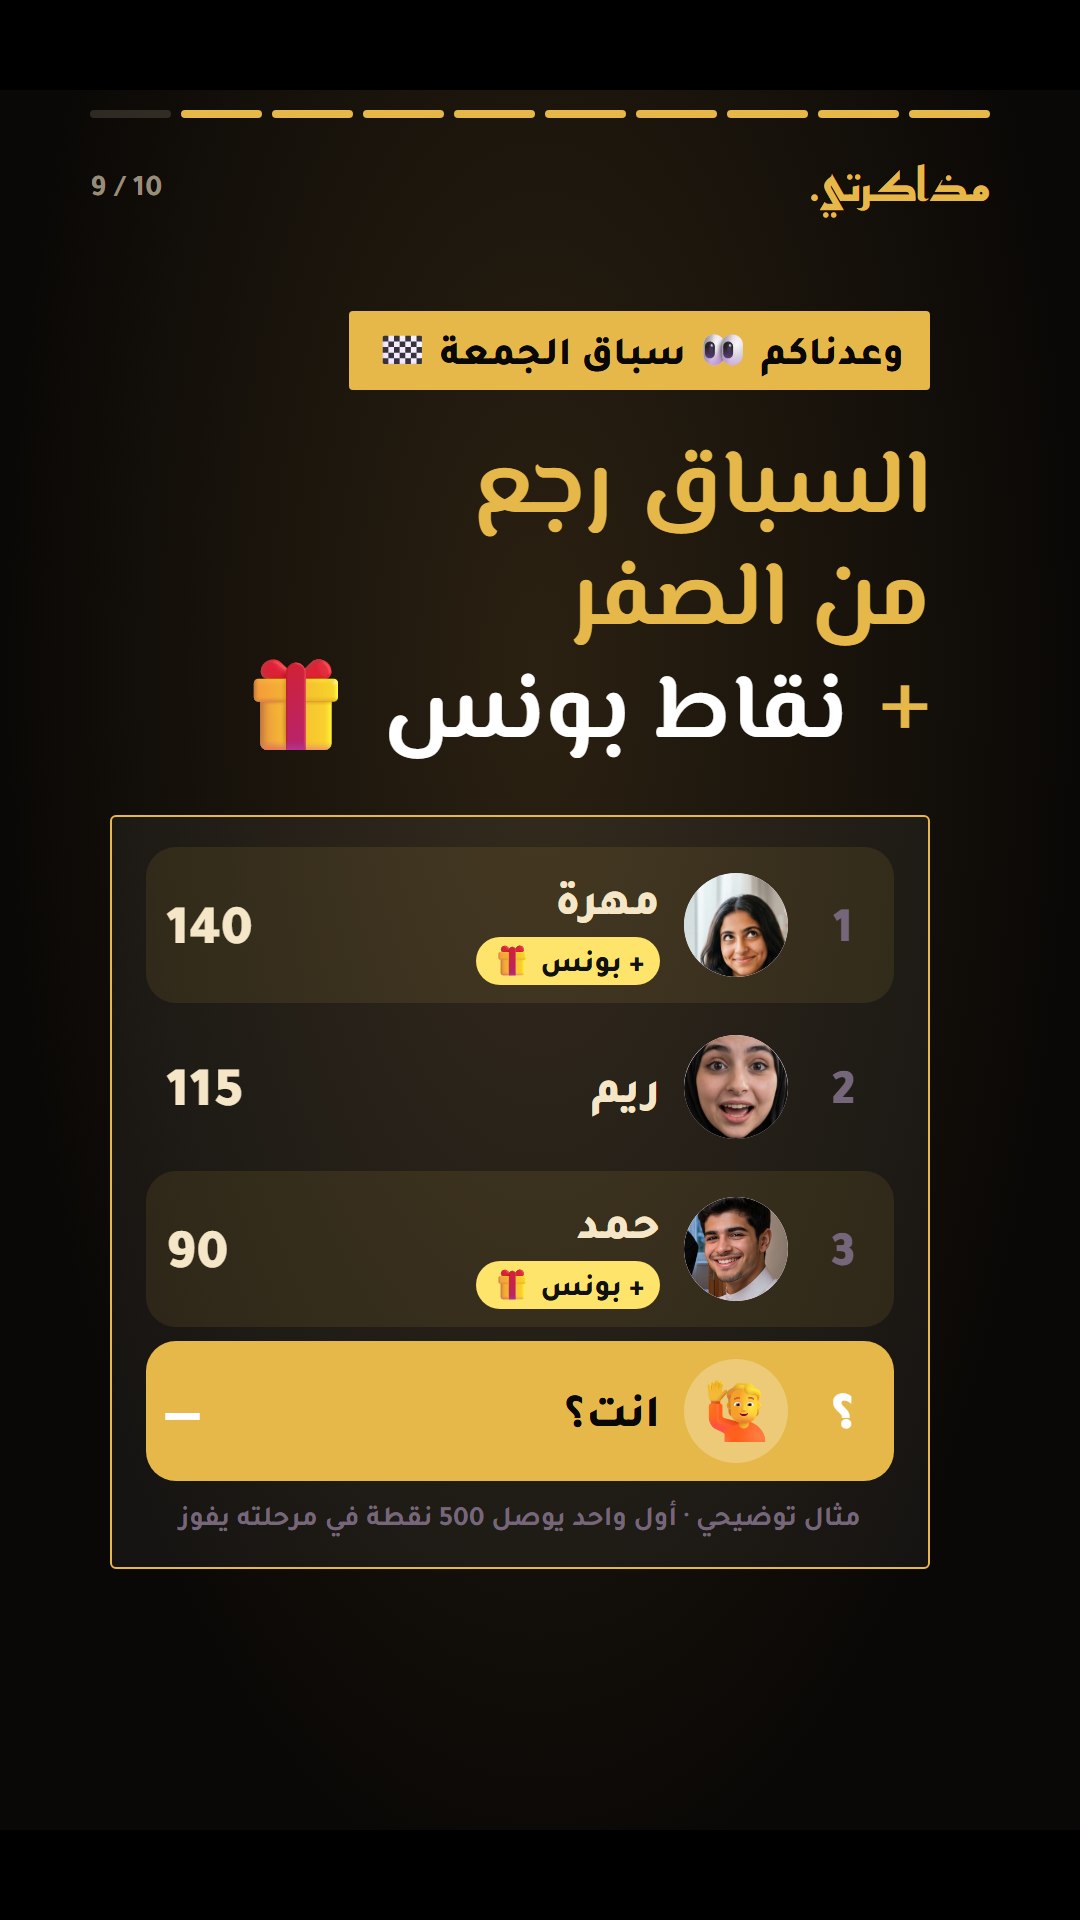 مذاكرتي.
9 / 10
وعدناكم 👀 سباق الجمعة 🏁
السباق رجع
من الصفر
+ نقاط بونس 🎁
1 مهرة 140
+ بونس 🎁
2 ريم 115
3 حمد 90
+ بونس 🎁
؟ انت؟ —
مثال توضيحي · أول واحد يوصل 500 نقطة في مرحلته يفوز